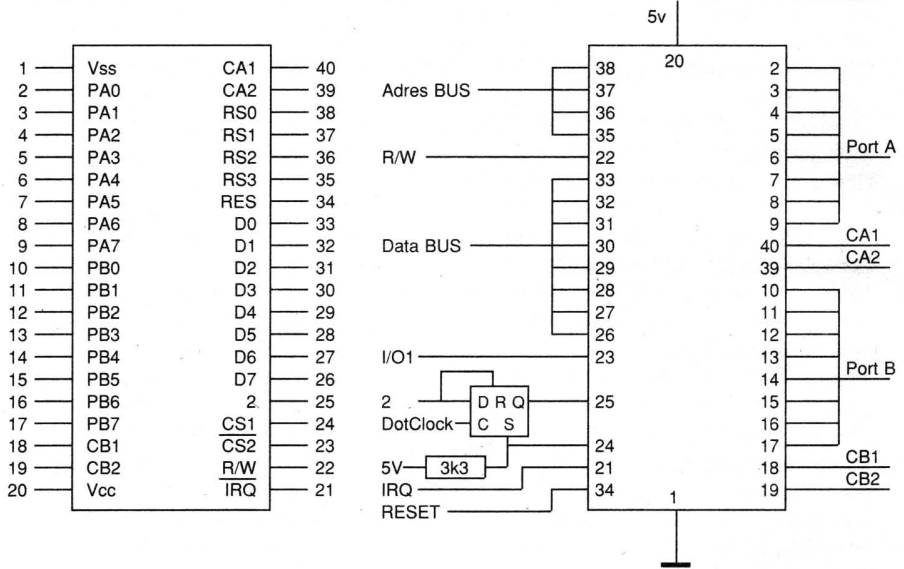 5v
1 Vss CA1 40
2 PA0 CA2 39
3 PA1 RS0 38
4 PA2 RS1 37
5 PA3 RS2 36
6 PA4 RS3 35
7 PA5 RES 34
8 PA6 D0 33
9 PA7 D1 32
10 PB0 D2 31
11 PB1 D3 30
12 PB2 D4 29
13 PB3 D5 28
14 PB4 D6 27
15 PB5 D7 26
16 PB6 2 25
17 PB7 CS1 24
18 CB1 CS2 23
19 CB2 R/W 22
20 Vcc IRQ 21
20
38 2
Adres BUS 37 3
36 4
35 5
R/W 22 6 Port A
33 7
32 8
31 9
Data BUS 30 40 CA1
29 39 CA2
28 10
27 11
26 12
I/O1 23 13
14 Port B
2 D R Q 25 15
DotClock C S 16
24 17
5V 3k3 21 18 CB1
IRQ 34 19 CB2
RESET
1